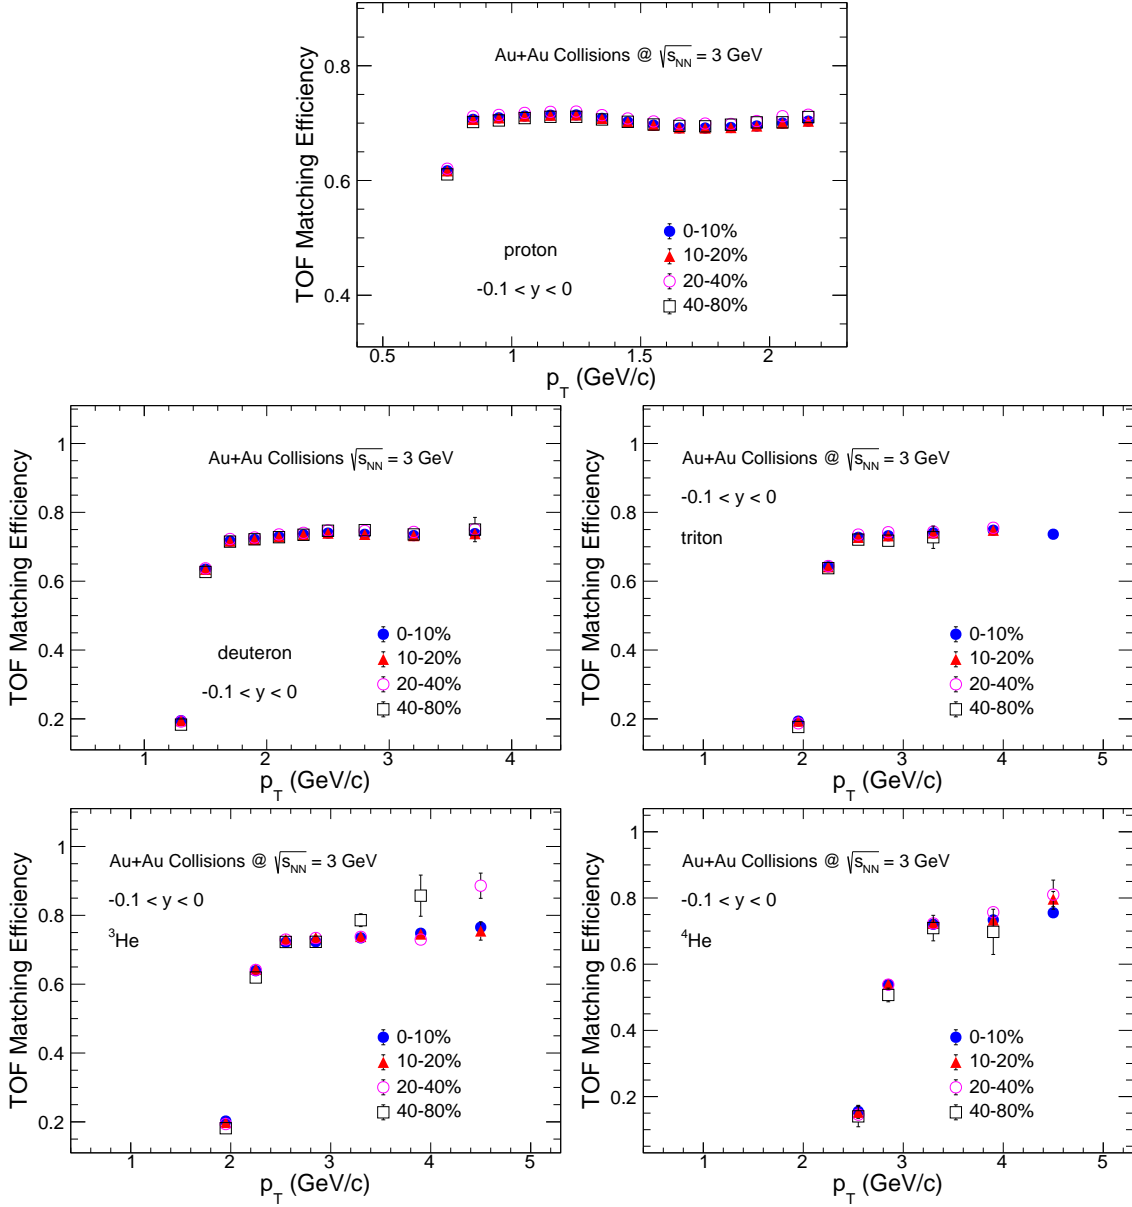 TOF Matching Efficiency
0.8
0.6
0.4
Au+Au Collisions @ √sNN = 3 GeV
proton
-0.1 < y < 0
0-10%
10-20%
20-40%
40-80%
0.5 1 1.5 2
pT (GeV/c)
TOF Matching Efficiency
1
0.8
0.6
0.4
0.2
Au+Au Collisions √sNN = 3 GeV
deuteron
-0.1 < y < 0
0-10%
10-20%
20-40%
40-80%
1 2 3 4
pT (GeV/c)
TOF Matching Efficiency
1
0.8
0.6
0.4
0.2
Au+Au Collisions @ √sNN = 3 GeV
-0.1 < y < 0
triton
0-10%
10-20%
20-40%
40-80%
1 2 3 4 5
pT (GeV/c)
TOF Matching Efficiency
1
0.8
0.6
0.4
0.2
Au+Au Collisions @ √sNN = 3 GeV
-0.1 < y < 0
³He
0-10%
10-20%
20-40%
40-80%
1 2 3 4 5
pT (GeV/c)
TOF Matching Efficiency
1
0.8
0.6
0.4
0.2
Au+Au Collisions @ √sNN = 3 GeV
-0.1 < y < 0
⁴He
0-10%
10-20%
20-40%
40-80%
1 2 3 4 5
pT (GeV/c)